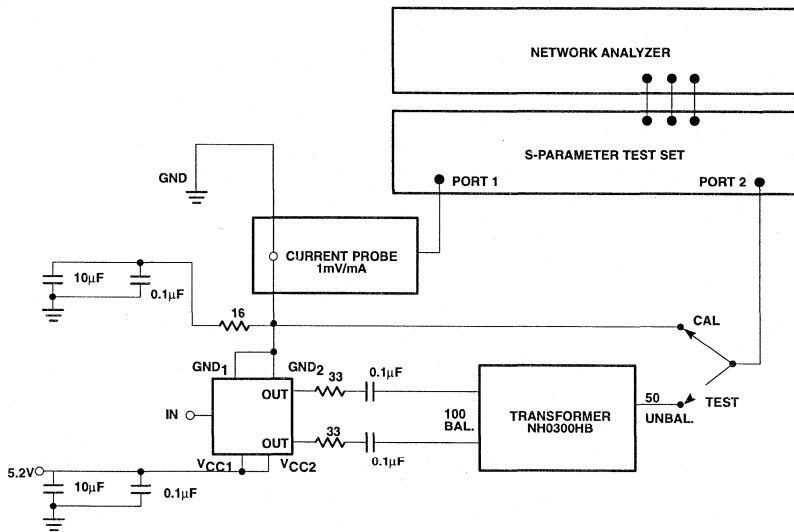 NETWORK ANALYZER
S-PARAMETER TEST SET
PORT 1
PORT 2
GND
CURRENT PROBE
1mV/mA
10μF
0.1μF
16
CAL
GND1
GND2
33
0.1μF
OUT
IN
OUT
33
0.1μF
100
BAL.
TRANSFORMER
NH0300HB
50
UNBAL.
TEST
VCC1
VCC2
5.2V
10μF
0.1μF